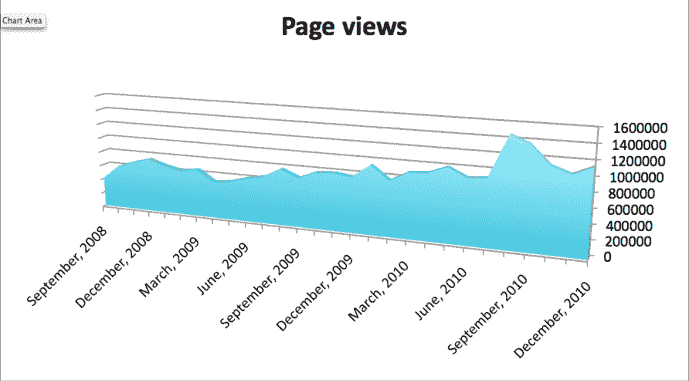 Chart Area
Page views
1600000
1400000
1200000
1000000
800000
600000
400000
200000
0
September, 2008
December, 2008
March, 2009
June, 2009
September, 2009
December, 2009
March, 2010
June, 2010
September, 2010
December, 2010